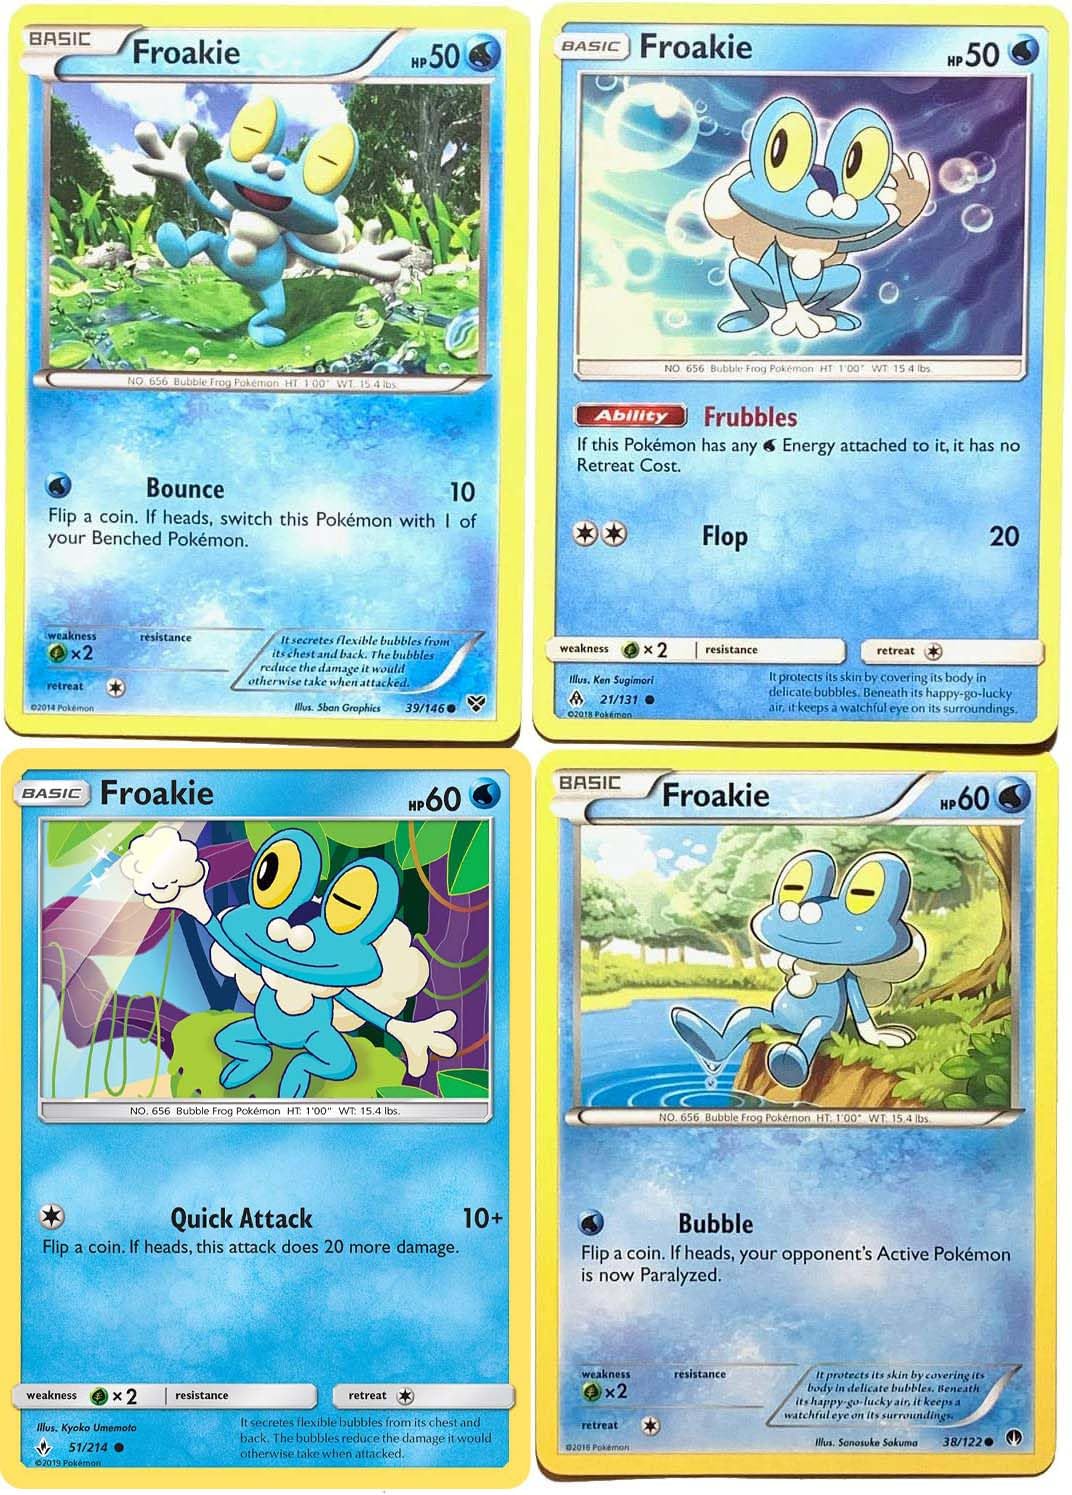 BASIC Froakie HP50
NO. 656 Bubble Frog Pokémon HT 1'00" WT. 15.4 lbs.
Bounce 10
Flip a coin. If heads, switch this Pokémon with 1 of
your Benched Pokémon.
weakness resistance
×2
retreat
It secretes flexible bubbles from
its chest and back. The bubbles
reduce the damage it would
otherwise take when attacked.
©2014 Pokémon Illus. 5ban Graphics 39/146
BASIC Froakie HP50
NO. 656 Bubble Frog Pokémon HT 1'00" WT. 15.4 lbs.
Ability Frubbles
If this Pokémon has any Energy attached to it, it has no
Retreat Cost.
Flop 20
weakness ×2 resistance retreat
Illus. Ken Sugimori
21/131
©2018 Pokémon
It protects its skin by covering its body in
delicate bubbles. Beneath its happy-go-lucky
air, it keeps a watchful eye on its surroundings.
BASIC Froakie HP60
NO. 656 Bubble Frog Pokémon HT: 1'00" WT: 15.4 lbs.
Quick Attack 10+
Flip a coin. If heads, this attack does 20 more damage.
weakness ×2 resistance retreat
Illus. Kyoko Umemoto
51/214
©2019 Pokémon
It secretes flexible bubbles from its chest and
back. The bubbles reduce the damage it would
otherwise take when attacked.
BASIC Froakie HP60
NO. 656 Bubble Frog Pokémon HT: 1'00" WT: 15.4 lbs.
Bubble
Flip a coin. If heads, your opponent's Active Pokémon
is now Paralyzed.
weakness resistance
×2
retreat
It protects its skin by covering its
body in delicate bubbles. Beneath
its happy-go-lucky air, it keeps a
watchful eye on its surroundings.
©2016 Pokémon Illus. Sanosuke Sakuma 38/122